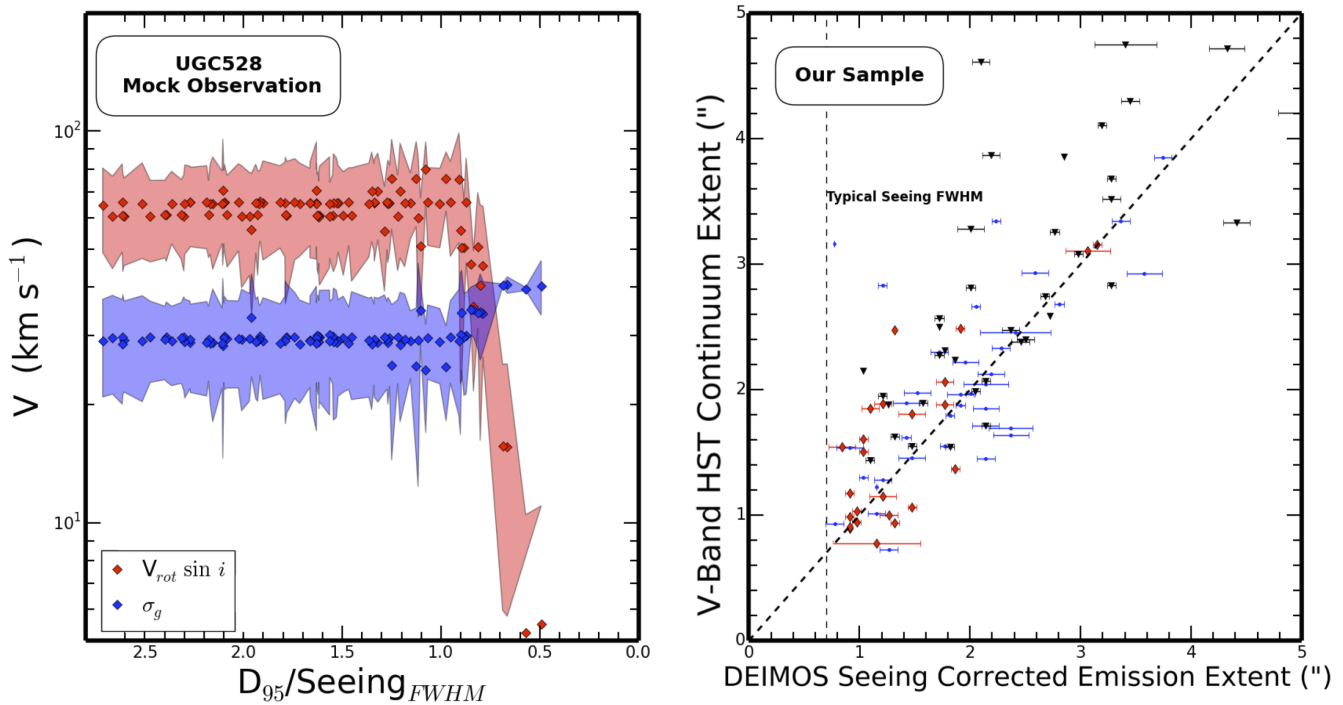 UGC528
Mock Observation
10²
10¹
V (km s⁻¹)
V_rot sin i
σ_g
2.5 2.0 1.5 1.0 0.5 0.0
D₉₅/Seeing_FWHM
Our Sample
Typical Seeing FWHM
5
4
3
2
1
0
V-Band HST Continuum Extent (")
0 1 2 3 4 5
DEIMOS Seeing Corrected Emission Extent (")